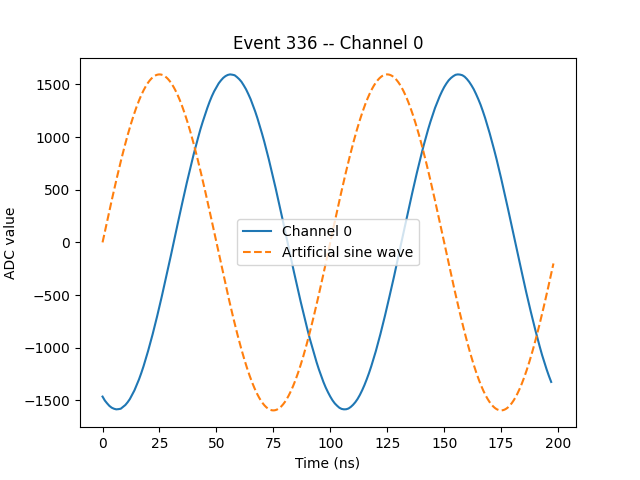 Event 336 -- Channel 0
ADC value
1500
1000
500
0
−500
−1000
−1500
Channel 0
Artificial sine wave
0 25 50 75 100 125 150 175 200
Time (ns)